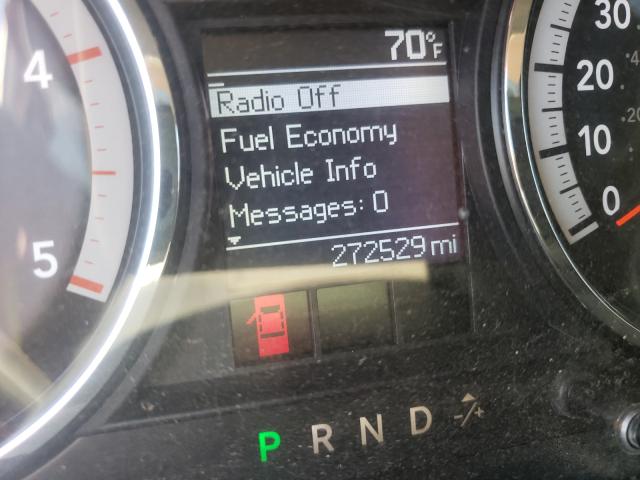 70°F
Radio Off
Fuel Economy
Vehicle Info
Messages: 0
272529 mi
4
5
30
20
10
0
P R N D -/+